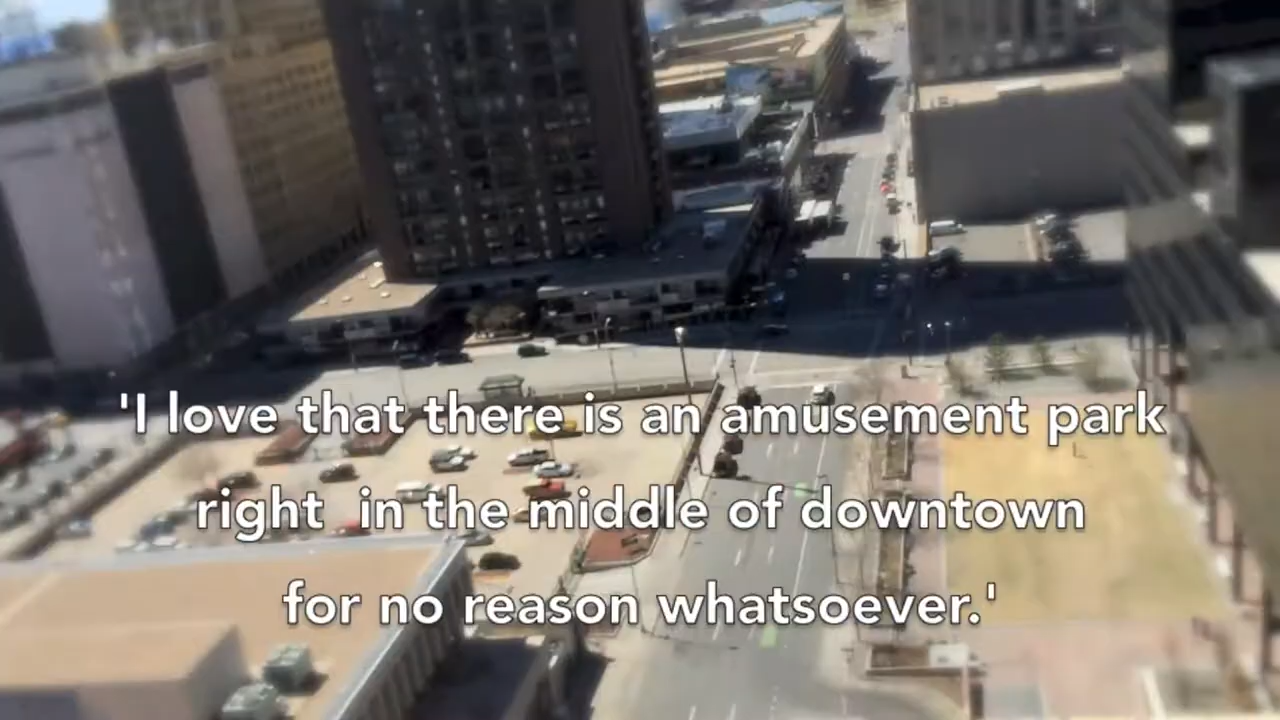 'I love that there is an amusement park
right  in the middle of downtown
for no reason whatsoever.'